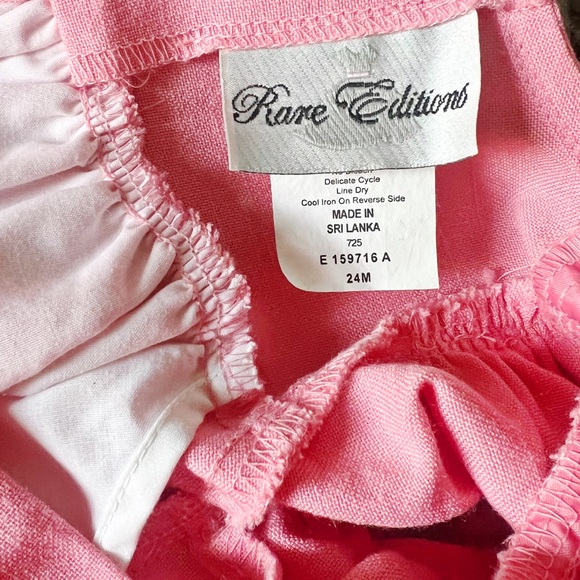 Rare Editions
Delicate Cycle
Line Dry
Cool Iron On Reverse Side
MADE IN
SRI LANKA
725
E 159716 A
24M